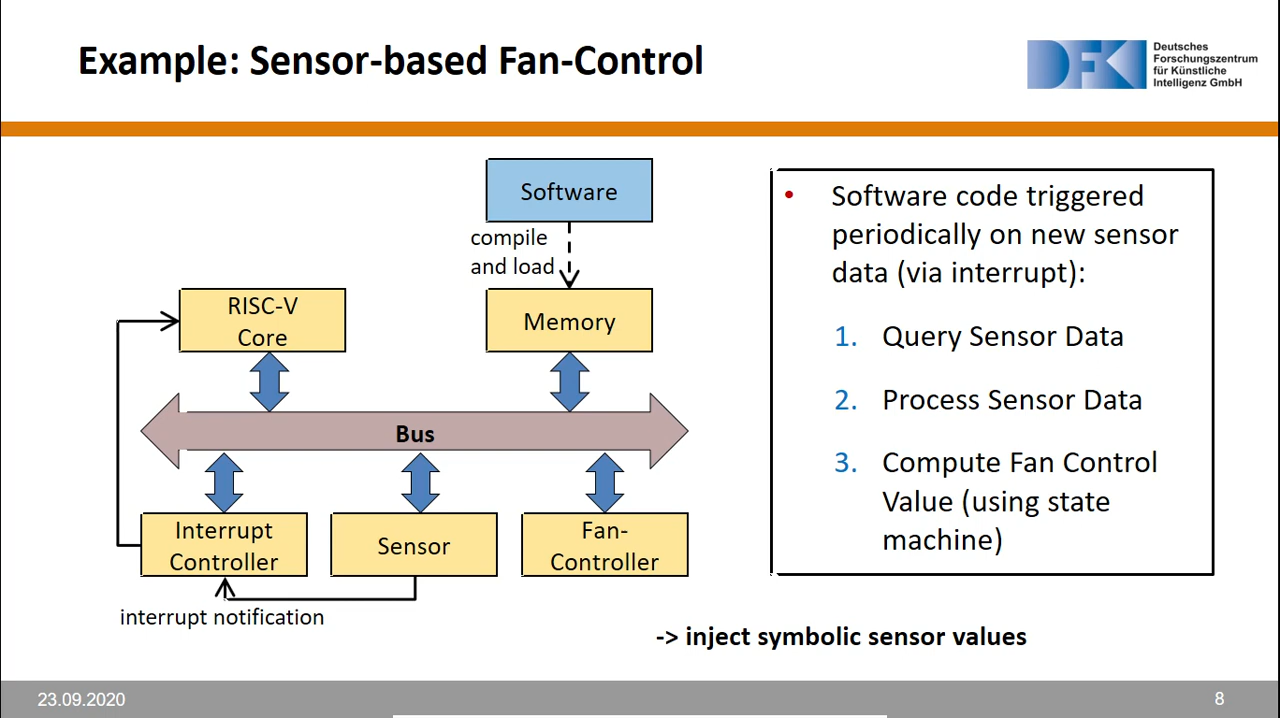 Example: Sensor-based Fan-Control
Deutsches
Forschungszentrum
für Künstliche
Intelligenz GmbH
DFKI
Software
compile
and load
RISC-V
Core
Memory
Bus
Interrupt
Controller
Sensor
Fan-
Controller
interrupt notification
• Software code triggered
periodically on new sensor
data (via interrupt):
1. Query Sensor Data
2. Process Sensor Data
3. Compute Fan Control
Value (using state
machine)
-> inject symbolic sensor values
23.09.2020
8